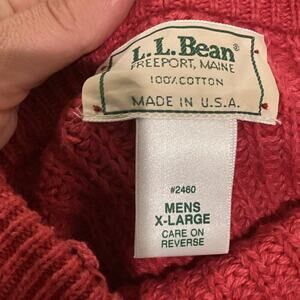 L.L.Bean®
FREEPORT, MAINE
100% COTTON
MADE IN U.S.A.
#2460
MENS
X-LARGE
CARE ON
REVERSE